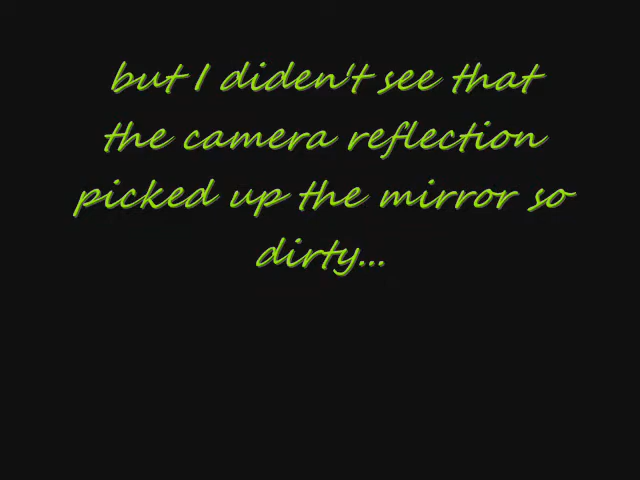 but I diden't see that
the camera reflection
picked up the mirror so
dirty...